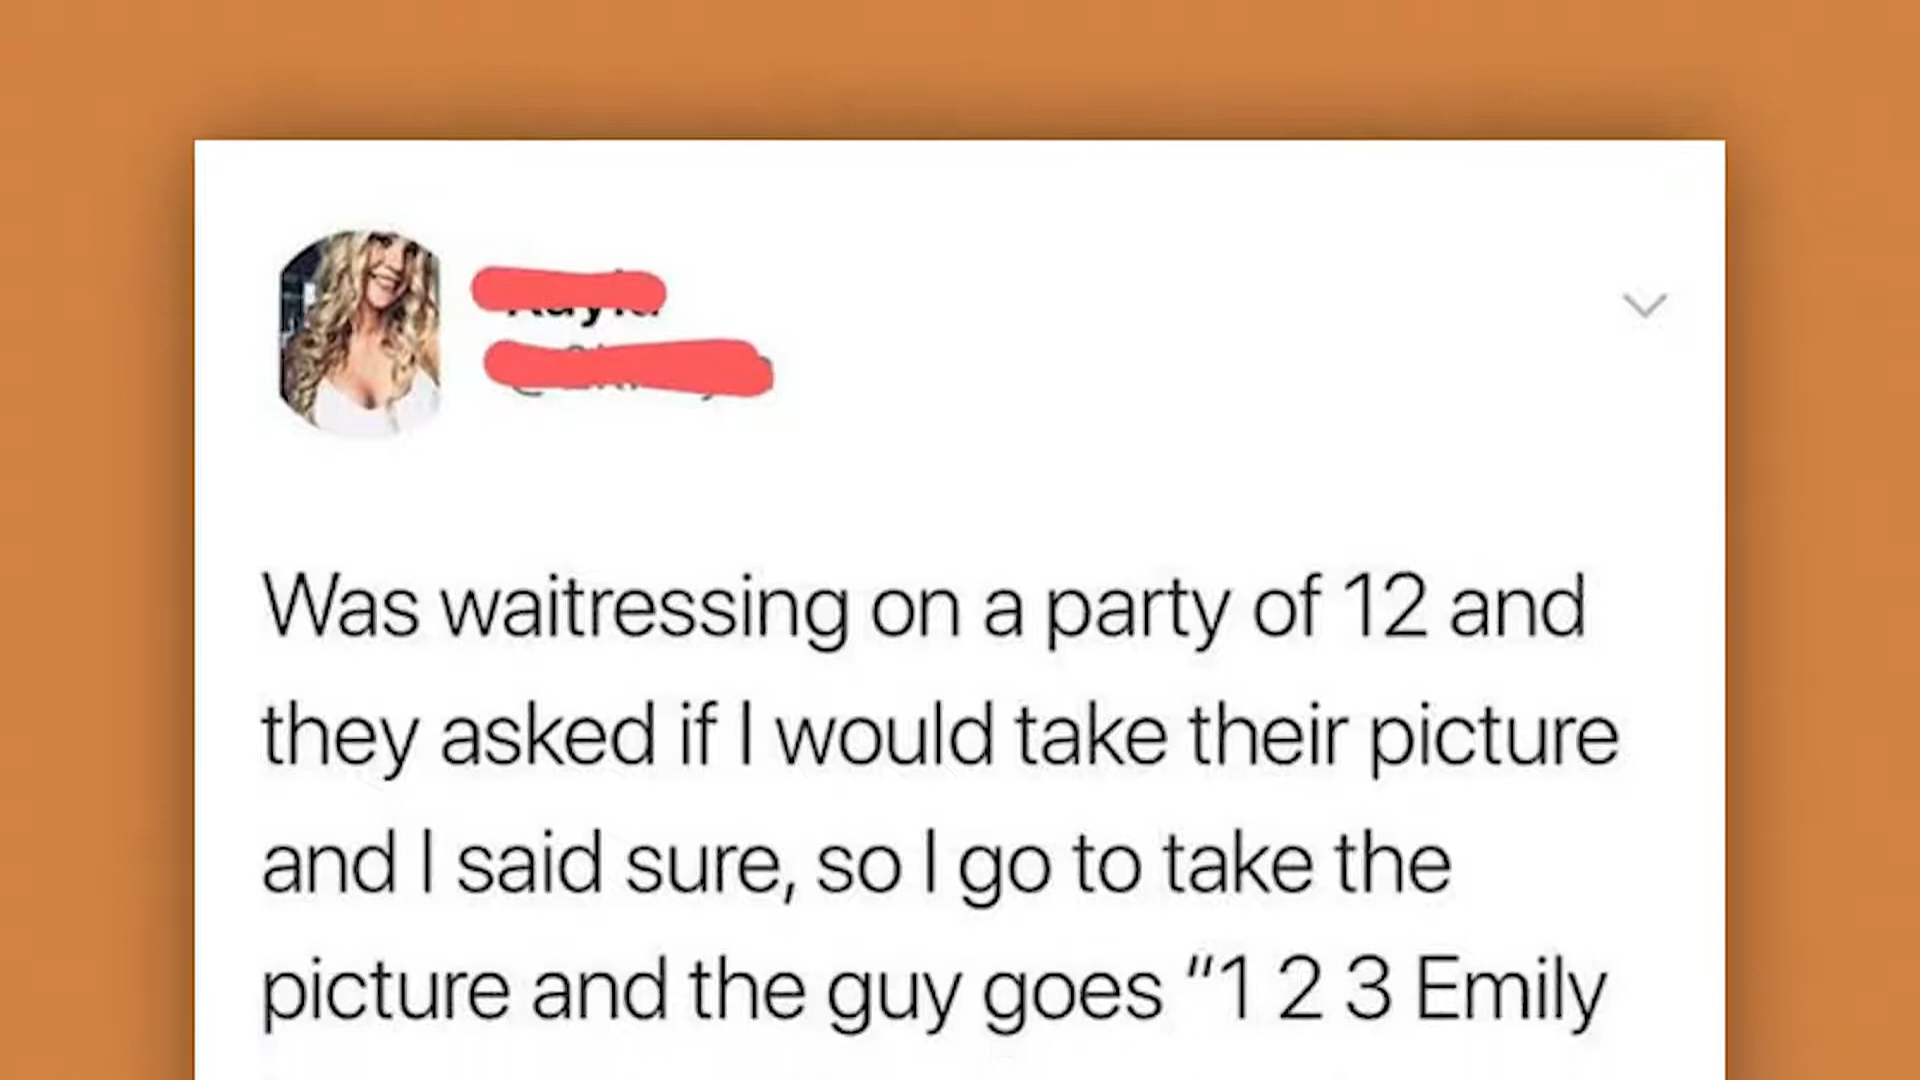 Was waitressing on a party of 12 and
they asked if I would take their picture
and I said sure, so I go to take the
picture and the guy goes “1 2 3 Emily